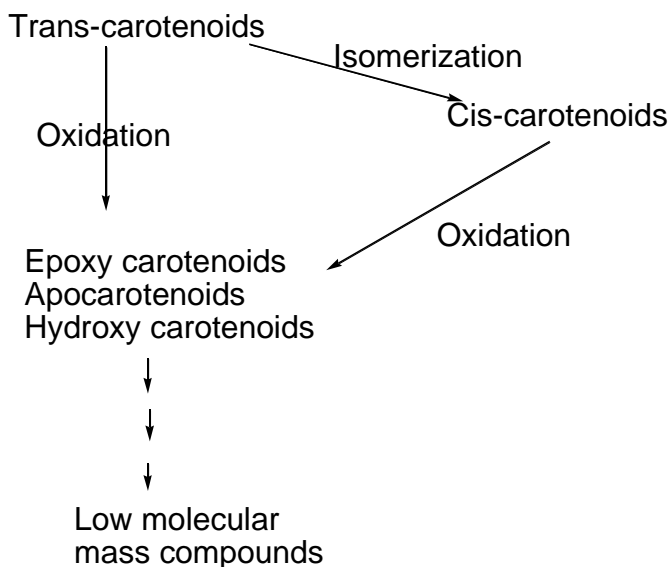 Trans-carotenoids
Isomerization
Cis-carotenoids
Oxidation
Oxidation
Epoxy carotenoids
Apocarotenoids
Hydroxy carotenoids
Low molecular
mass compounds